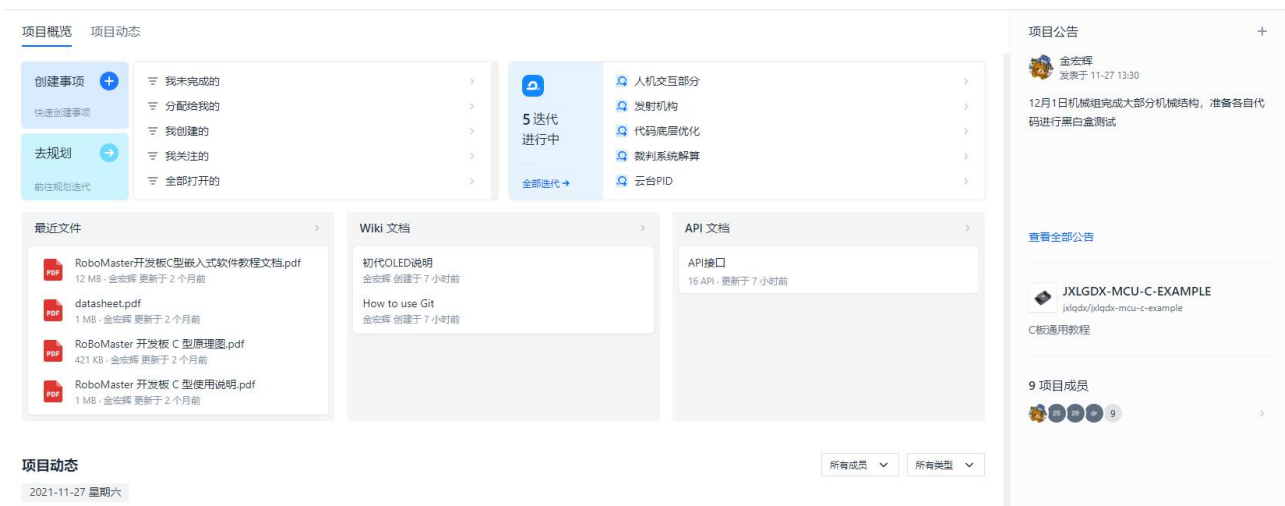 项目概览 项目动态
创建事项
快速创建事项
去规划
前往规划迭代
我未完成的
分配给我的
我创建的
我关注的
全部打开的
5 迭代
进行中
全部迭代
人机交互部分
发射机构
代码底层优化
裁判系统解算
云台PID
最近文件
RoboMaster开发板C型嵌入式软件教程文档.pdf
12 MB · 金宏辉 更新于 2 个月前
datasheet.pdf
1 MB · 金宏辉 更新于 2 个月前
RoBoMaster 开发板 C 型原理图.pdf
421 KB · 金宏辉 更新于 2 个月前
RoboMaster 开发板 C 型使用说明.pdf
1 MB · 金宏辉 更新于 2 个月前
Wiki 文档
初代OLED说明
金宏辉 创建于 7 小时前
How to use Git
金宏辉 创建于 7 小时前
API 文档
API接口
16 API · 更新于 7 小时前
项目动态
所有成员 所有类型
2021-11-27 星期六
项目公告
金宏辉
发表于 11-27 13:30
12月1日机械组完成大部分机械结构，准备各自代
码进行黑白盒测试
查看全部公告
JXLGDX-MCU-C-EXAMPLE
jxlgdx/jxlgdx-mcu-c-example
C板通用教程
9 项目成员
9